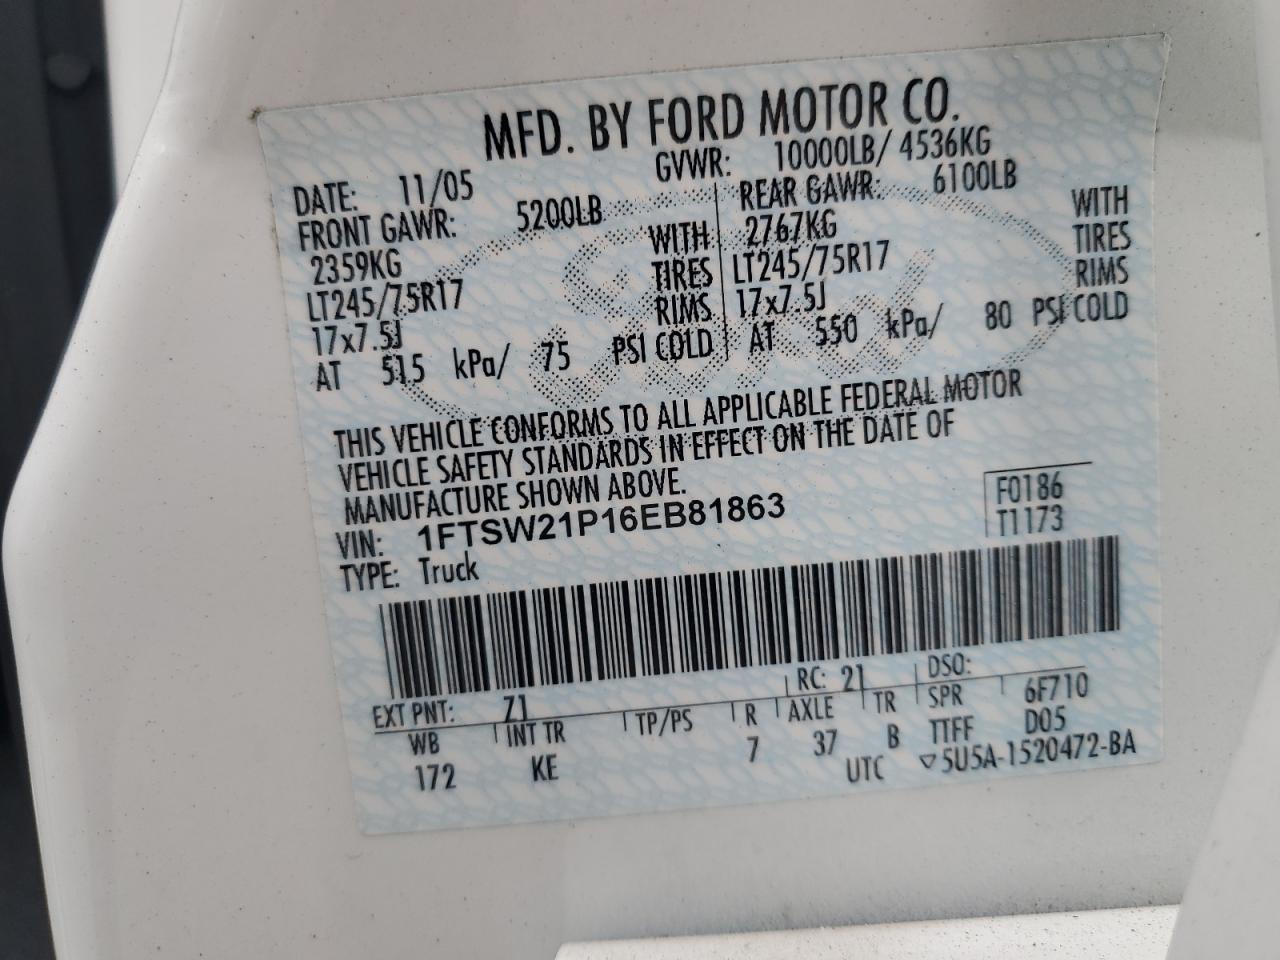 MFD. BY FORD MOTOR CO.
DATE: 11/05 GVWR: 10000LB/ 4536KG
FRONT GAWR: 5200LB REAR GAWR: 6100LB
2359KG WITH 2767KG WITH
LT245/75R17 TIRES LT245/75R17 TIRES
17x7.5J RIMS 17x7.5J RIMS
AT 515 kPa/ 75 PSI COLD AT 550 kPa/ 80 PSI COLD
THIS VEHICLE CONFORMS TO ALL APPLICABLE FEDERAL MOTOR
VEHICLE SAFETY STANDARDS IN EFFECT ON THE DATE OF
MANUFACTURE SHOWN ABOVE.
VIN: 1FTSW21P16EB81863 F0186
TYPE: Truck T1173
EXT PNT: Z1 RC: 21 DSO:
WB INT TR TP/PS R AXLE TR SPR 6F710
172 KE 7 37 B TTFF D05
UTC ▽5U5A-1520472-BA